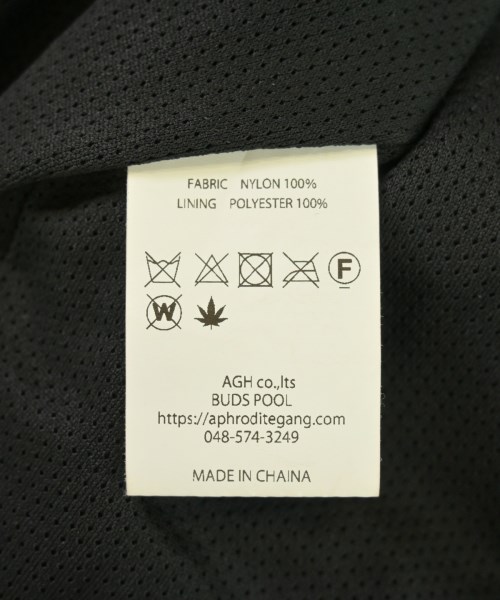 FABRIC NYLON 100%
LINING POLYESTER 100%
F
W
AGH co.,lts
BUDS POOL
https://aphroditegang.com
048-574-3249
MADE IN CHAINA